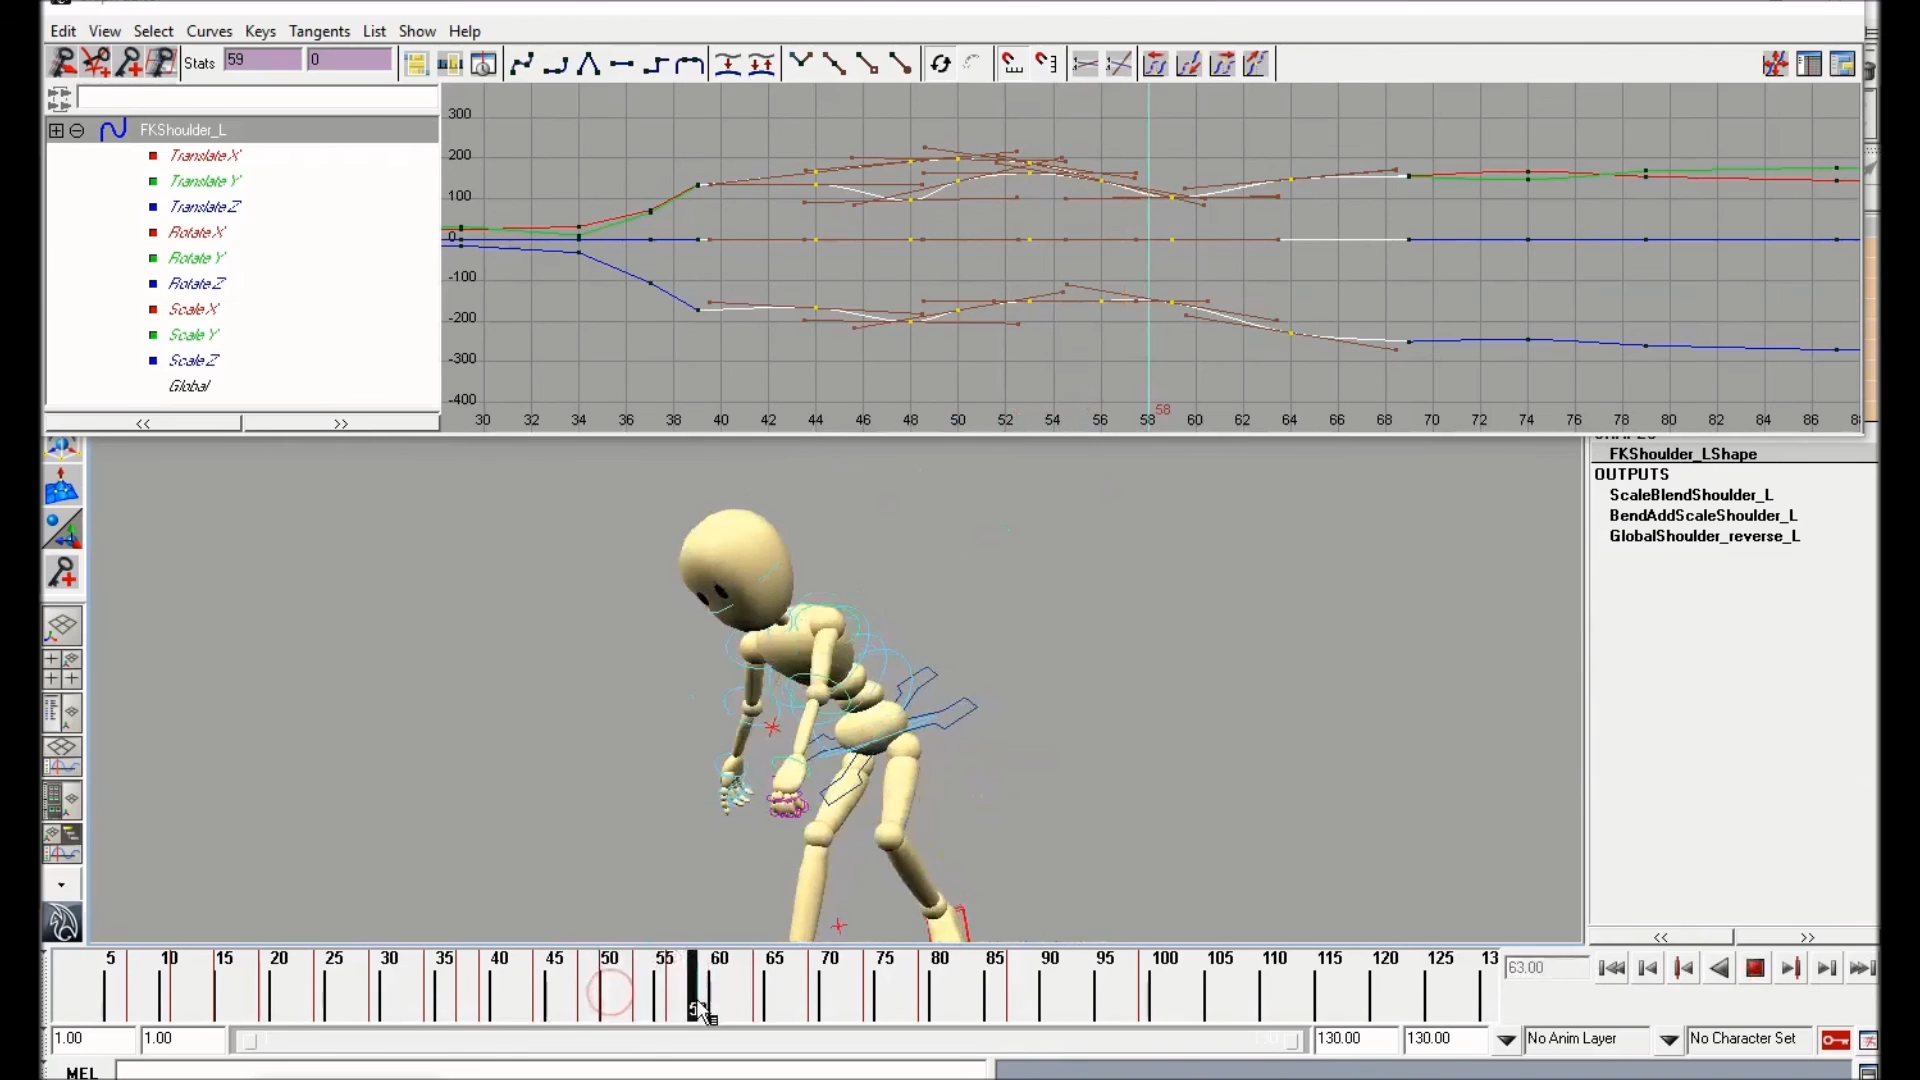 Edit View Select Curves Keys Tangents List Show Help
Stats 59 0
FKShoulder_L
Translate X
Translate Y
Translate Z
Rotate X
Rotate Y
Rotate Z
Scale X
Scale Y
Scale Z
Global
<< >>
300
200
100
0
-100
-200
-300
-400
58
30 32 34 36 38 40 42 44 46 48 50 52 54 56 58 60 62 64 66 68 70 72 74 76 78 80 82 84 86
FKShoulder_LShape
OUTPUTS
ScaleBlendShoulder_L
BendAddScaleShoulder_L
GlobalShoulder_reverse_L
<< >>
5 10 15 20 25 30 35 40 45 50 55 60 65 70 75 80 85 90 95 100 105 110 115 120 125 13
63.00
1.00 1.00 130.00 130.00 No Anim Layer No Character Set
MEL